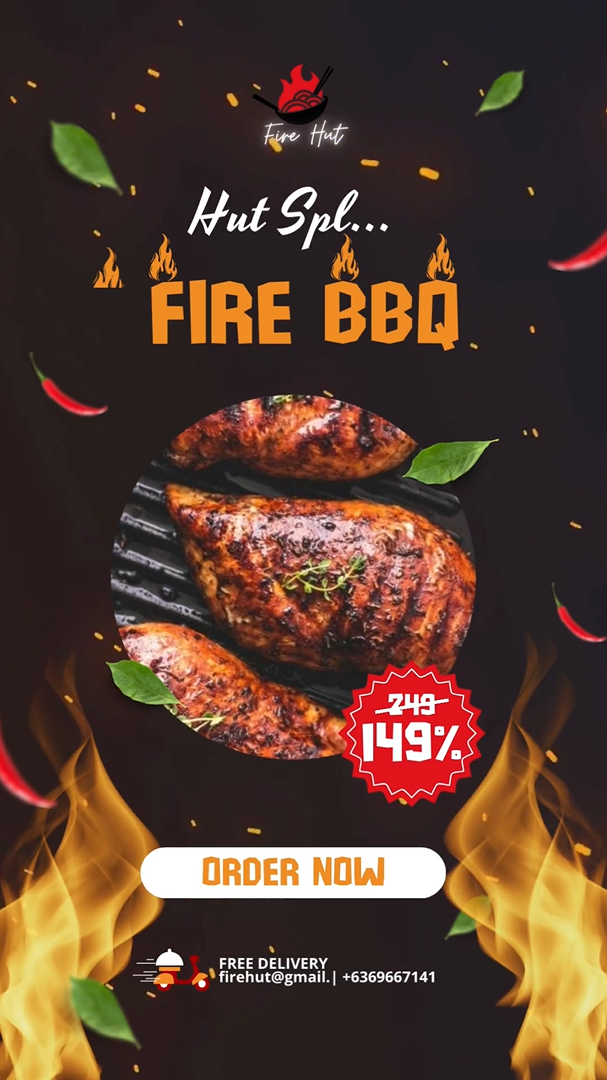 Fire Hut
Hut Spl...
FIRE BBQ
249
149%
ORDER NOW
FREE DELIVERY
firehut@gmail.| +6369667141